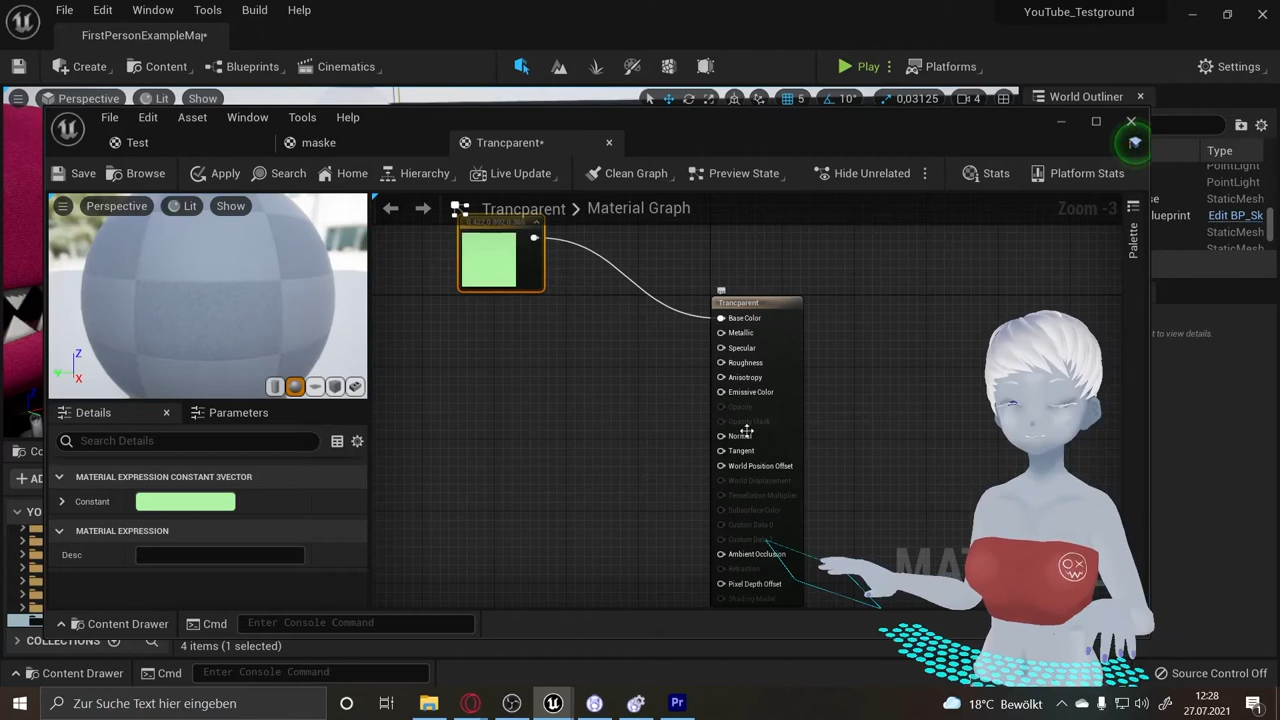 File Edit Window Tools Build Help
YouTube_Testground
FirstPersonExampleMap•
Create Content Blueprints Cinematics Play Platforms Settings
Perspective Lit Show 5 10° 0,03125 4 World Outliner
File Edit Asset Window Tools Help
Test maske Trancparent*
Type
Save Browse Apply Search Home Hierarchy Live Update Clean Graph Preview State Hide Unrelated Stats Platform Stats
PointLight
PointLight
StaticMesh
Perspective Lit Show
Trancparent > Material Graph Zoom -3
Blueprint Edit BP_Sk
StaticMesh
StaticMesh
Palette
Trancparent
Base Color
Metallic
Specular
Roughness
Anisotropy
Emissive Color
Opacity
Opacity Mask
Normal
Tangent
World Position Offset
World Displacement
Tessellation Multiplier
Subsurface Color
Custom Data 0
Custom Data 1
Ambient Occlusion
Refraction
Pixel Depth Offset
Shading Model
to view details.
Z
Y
X
Details Parameters
Search Details
MATERIAL EXPRESSION CONSTANT 3VECTOR
Constant
MATERIAL EXPRESSION
Desc
MAT
Content Drawer Cmd Enter Console Command
COLLECTIONS
4 items (1 selected)
Content Drawer Cmd Enter Console Command Source Control Off
Zur Suche Text hier eingeben
18°C Bewölkt
12:28
27.07.2021